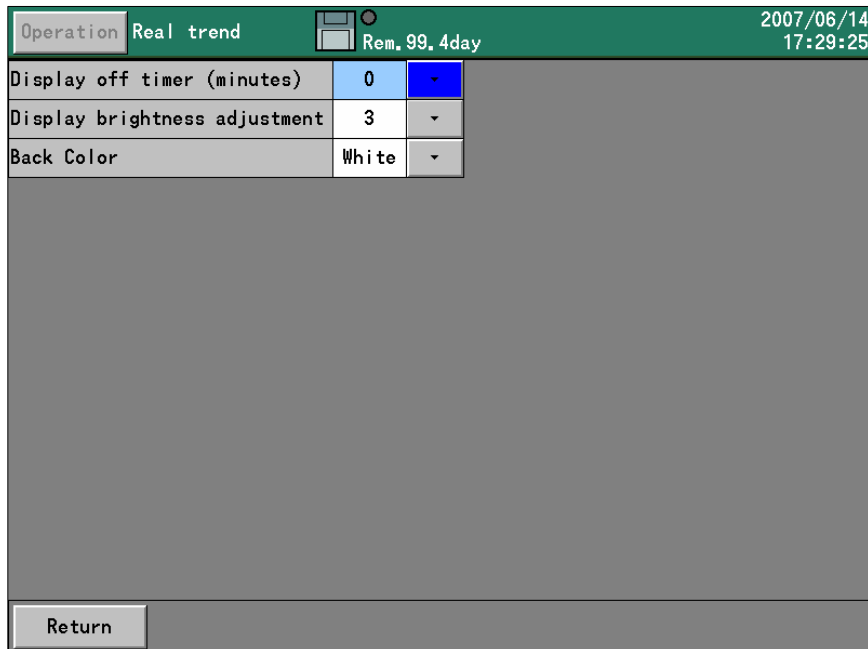 Operation Real trend
Rem.99.4day
2007/06/14
17:29:25
Display off timer (minutes) 0
Display brightness adjustment 3
Back Color White
Return